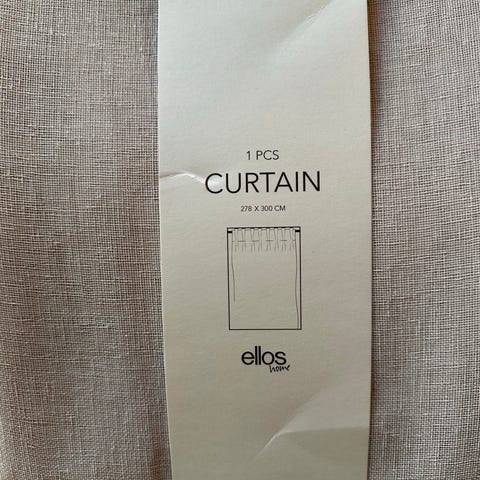 1 PCS
CURTAIN
278 X 300 CM
ellos
home